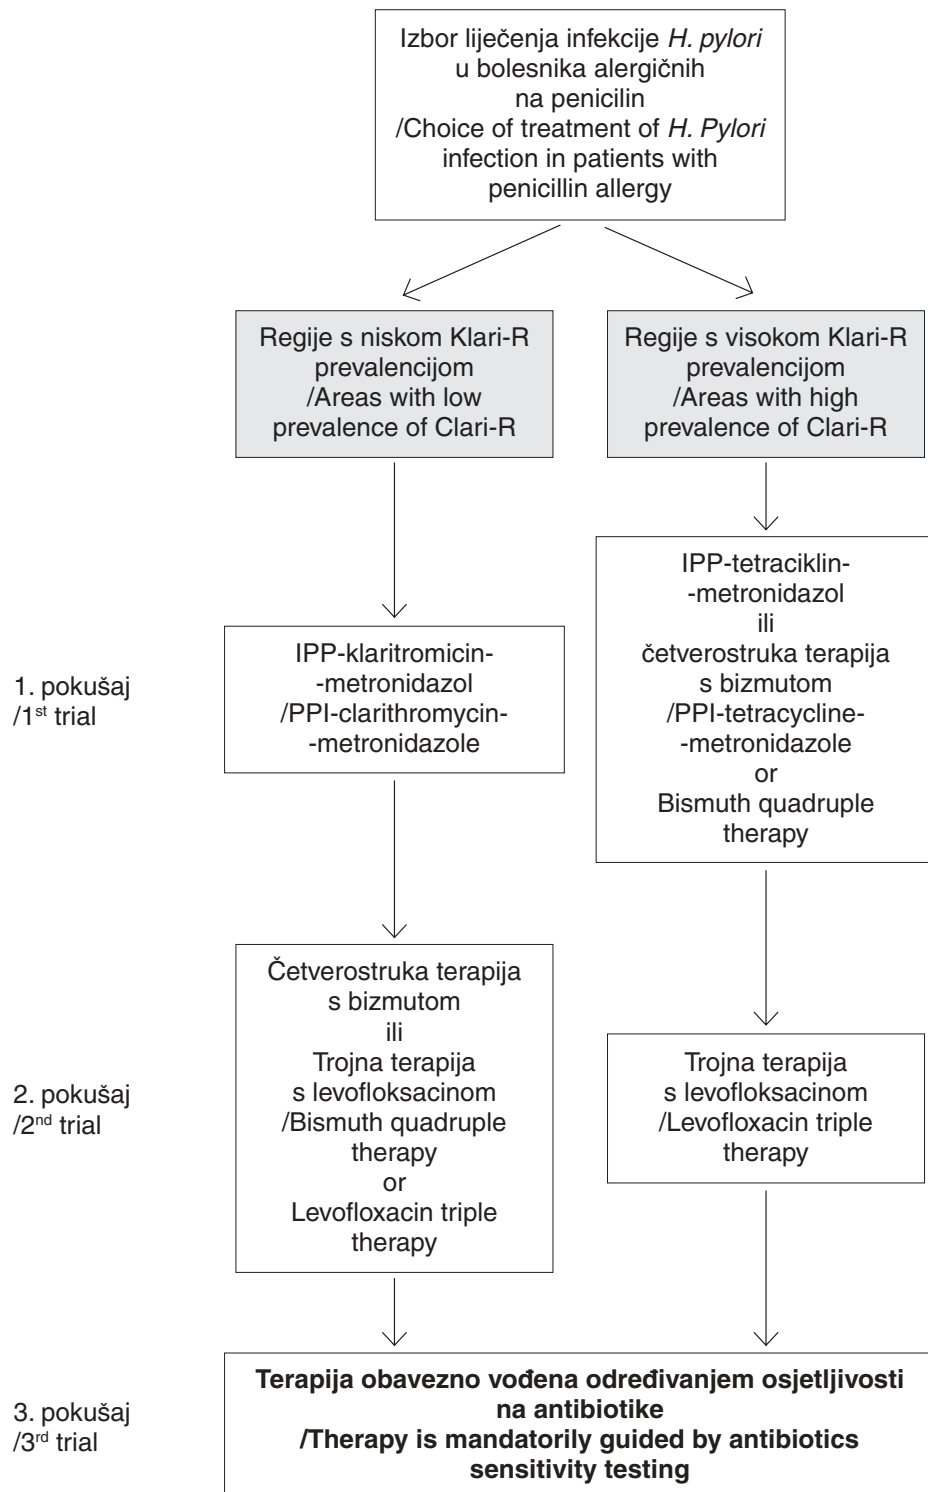 Izbor liječenja infekcije H. pylori
u bolesnika alergičnih
na penicilin
/Choice of treatment of H. Pylori
infection in patients with
penicillin allergy
Regije s niskom Klari-R
prevalencijom
/Areas with low
prevalence of Clari-R
Regije s visokom Klari-R
prevalencijom
/Areas with high
prevalence of Clari-R
1. pokušaj
/1st trial
IPP-klaritromicin-
-metronidazol
/PPI-clarithromycin-
-metronidazole
IPP-tetraciklin-
-metronidazol
ili
četverostruka terapija
s bizmutom
/PPI-tetracycline-
-metronidazole
or
Bismuth quadruple
therapy
2. pokušaj
/2nd trial
Četverostruka terapija
s bizmutom
ili
Trojna terapija
s levofloksacinom
/Bismuth quadruple
therapy
or
Levofloxacin triple
therapy
Trojna terapija
s levofloksacinom
/Levofloxacin triple
therapy
3. pokušaj
/3rd trial
Terapija obavezno vođena određivanjem osjetljivosti
na antibiotike
/Therapy is mandatorily guided by antibiotics
sensitivity testing